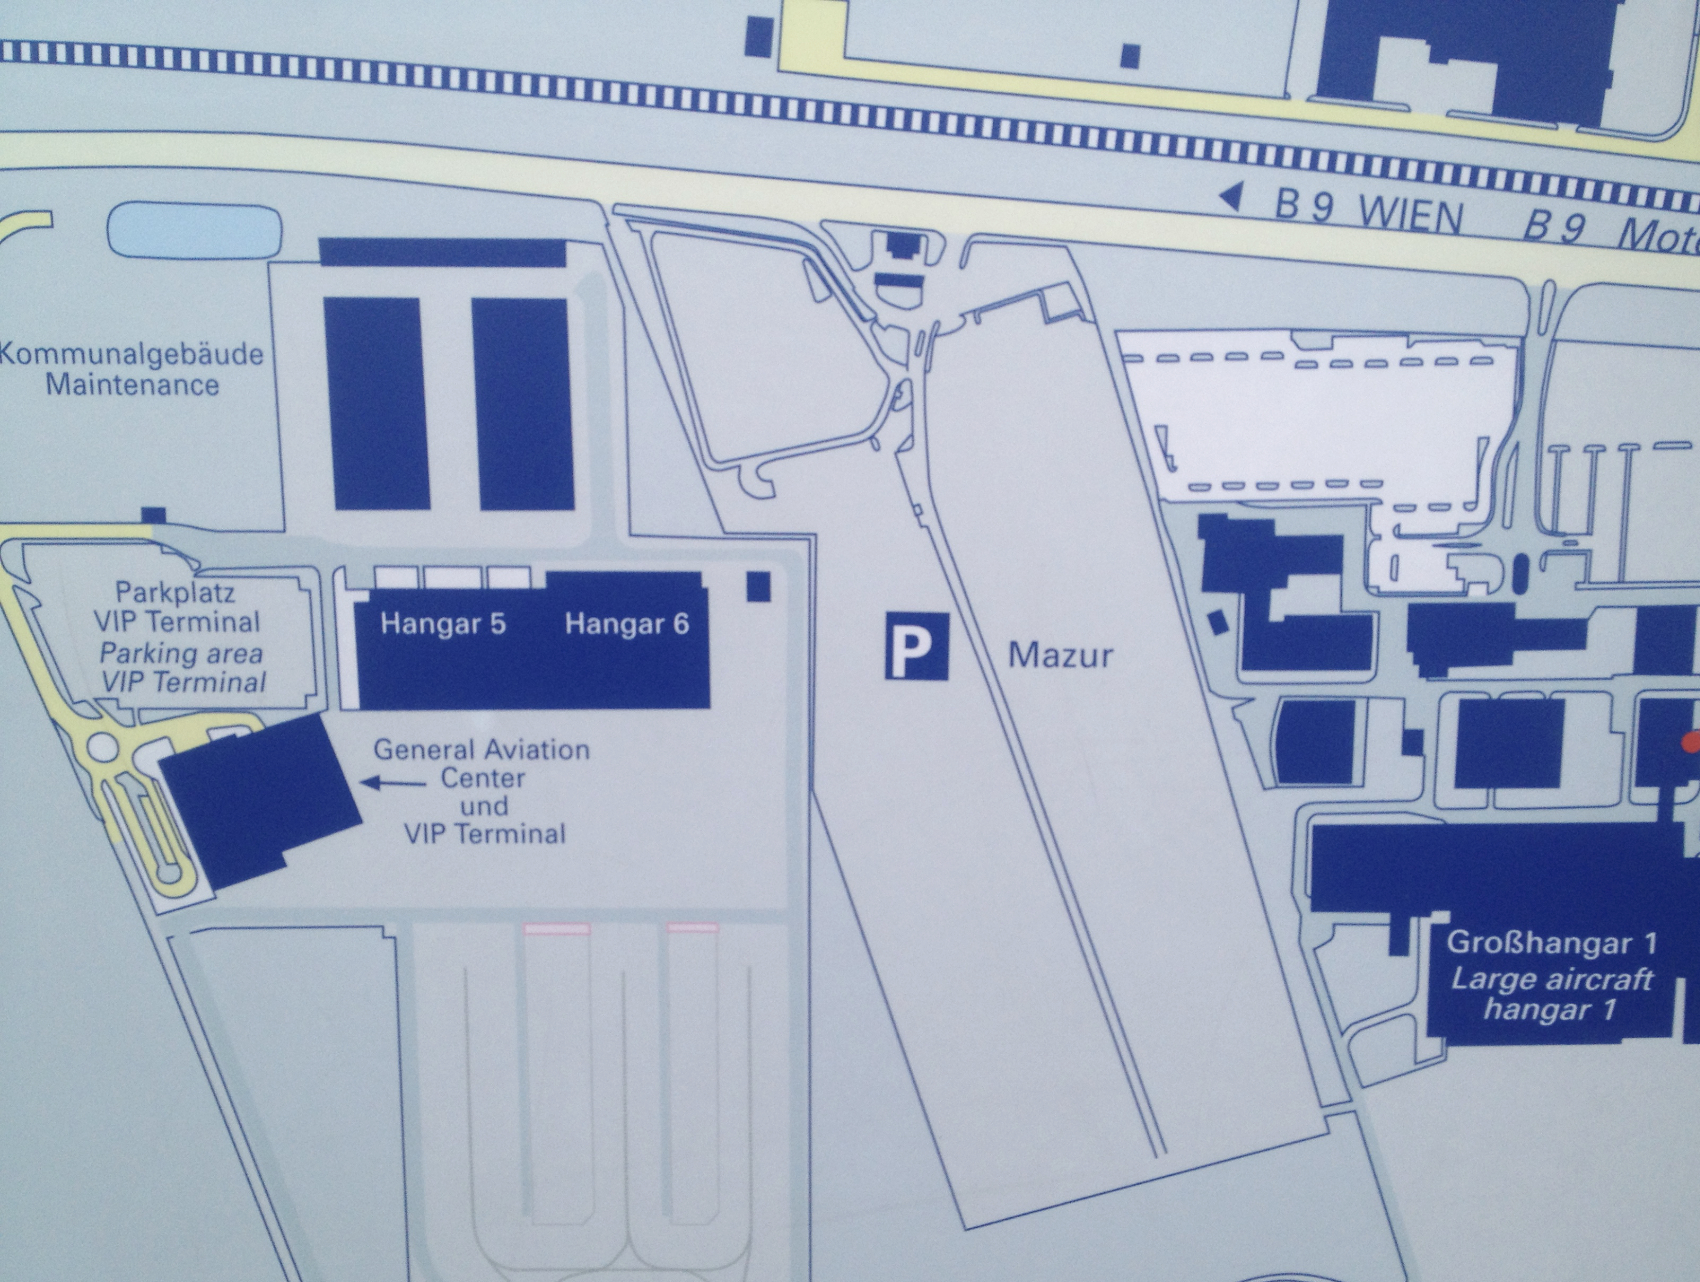 B 9 WIEN B 9
Kommunalgebäude
Maintenance
Parkplatz
VIP Terminal
Parking area
VIP Terminal
Hangar 5 Hangar 6
P
Mazur
General Aviation
Center
und
VIP Terminal
Großhangar 1
Large aircraft
hangar 1